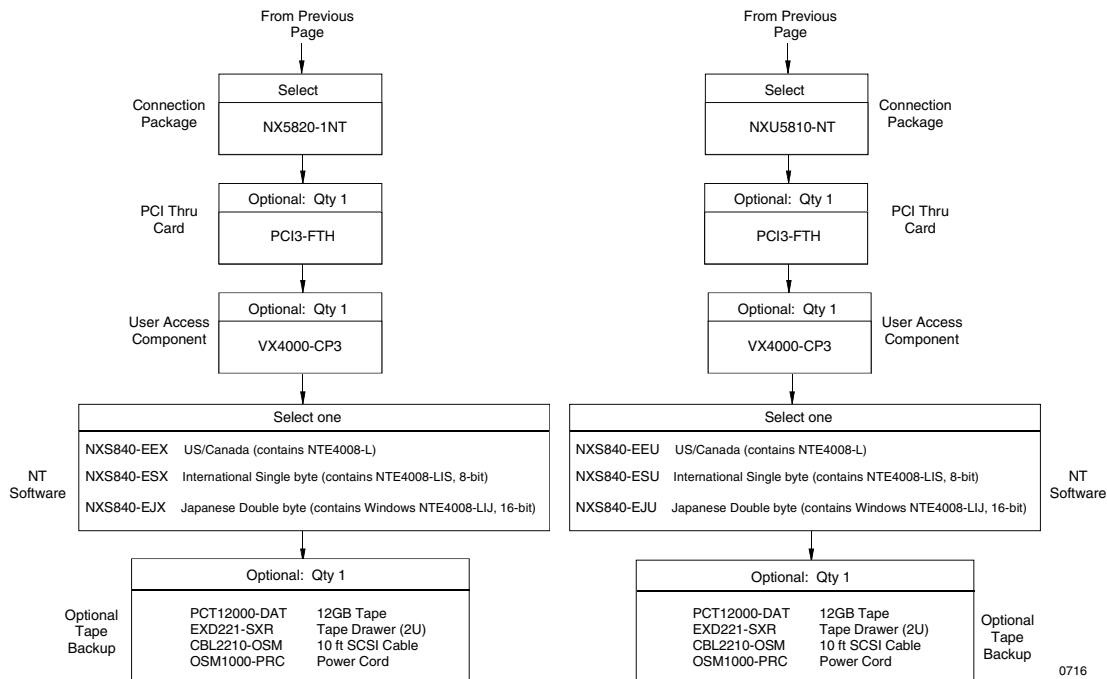 From Previous
Page
Connection
Package
Select
NX5820-1NT
PCI Thru
Card
Optional: Qty 1
PCI3-FTH
User Access
Component
Optional: Qty 1
VX4000-CP3
NT
Software
Select one
NXS840-EEX US/Canada (contains NTE4008-L)
NXS840-ESX International Single byte (contains NTE4008-LIS, 8-bit)
NXS840-EJX Japanese Double byte (contains Windows NTE4008-LIJ, 16-bit)
Optional
Tape
Backup
Optional: Qty 1
PCT12000-DAT 12GB Tape
EXD221-SXR Tape Drawer (2U)
CBL2210-OSM 10 ft SCSI Cable
OSM1000-PRC Power Cord
From Previous
Page
Select
NXU5810-NT
Connection
Package
Optional: Qty 1
PCI3-FTH
PCI Thru
Card
Optional: Qty 1
VX4000-CP3
User Access
Component
Select one
NXS840-EEU US/Canada (contains NTE4008-L)
NXS840-ESU International Single byte (contains NTE4008-LIS, 8-bit)
NXS840-EJU Japanese Double byte (contains Windows NTE4008-LIJ, 16-bit)
NT
Software
Optional: Qty 1
PCT12000-DAT 12GB Tape
EXD221-SXR Tape Drawer (2U)
CBL2210-OSM 10 ft SCSI Cable
OSM1000-PRC Power Cord
Optional
Tape
Backup
0716